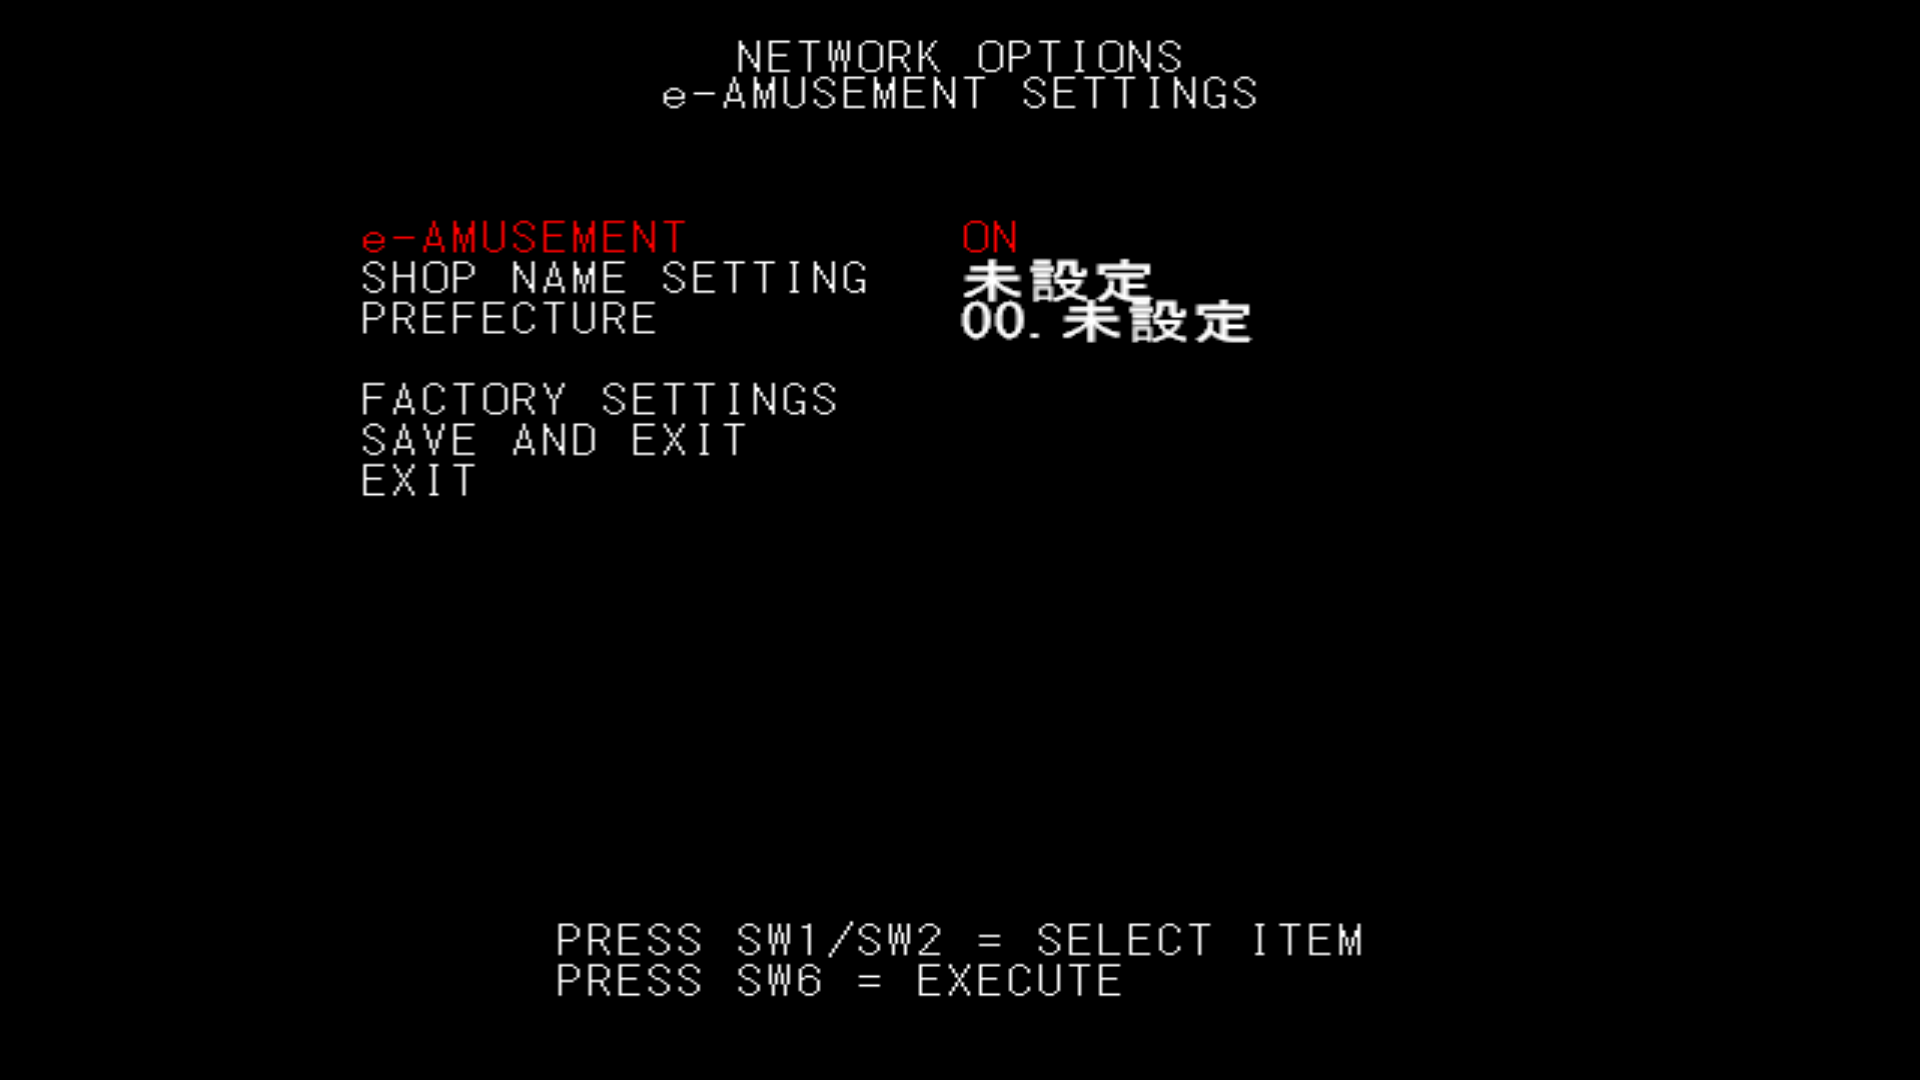 NETWORK OPTIONS
e-AMUSEMENT SETTINGS
e-AMUSEMENT ON
SHOP NAME SETTING 未設定
PREFECTURE 00.未設定
FACTORY SETTINGS
SAVE AND EXIT
EXIT
PRESS SW1/SW2 = SELECT ITEM
PRESS SW6 = EXECUTE